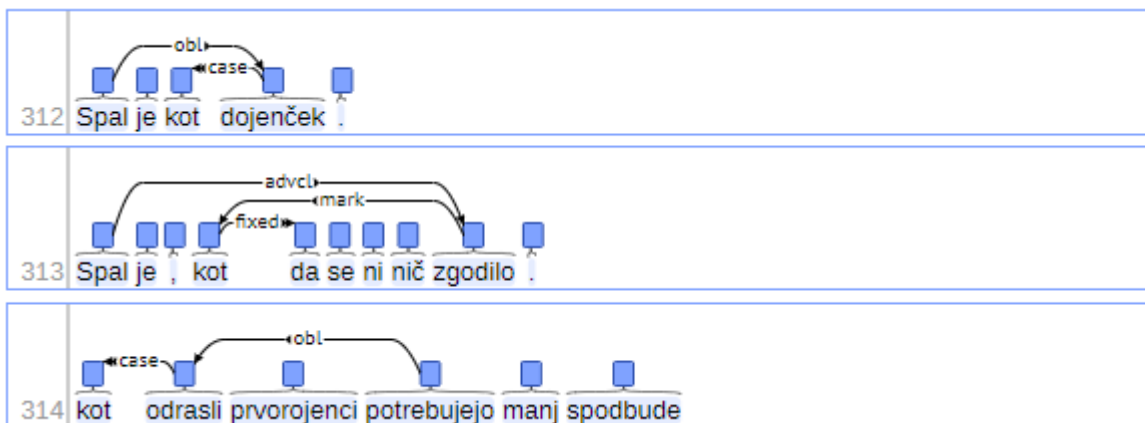 obl
case
312 Spal je kot dojenček .
advcl
mark
fixed
313 Spal je , kot da se ni nič zgodilo .
obl
case
314 kot odrasli prvorojenci potrebujejo manj spodbude